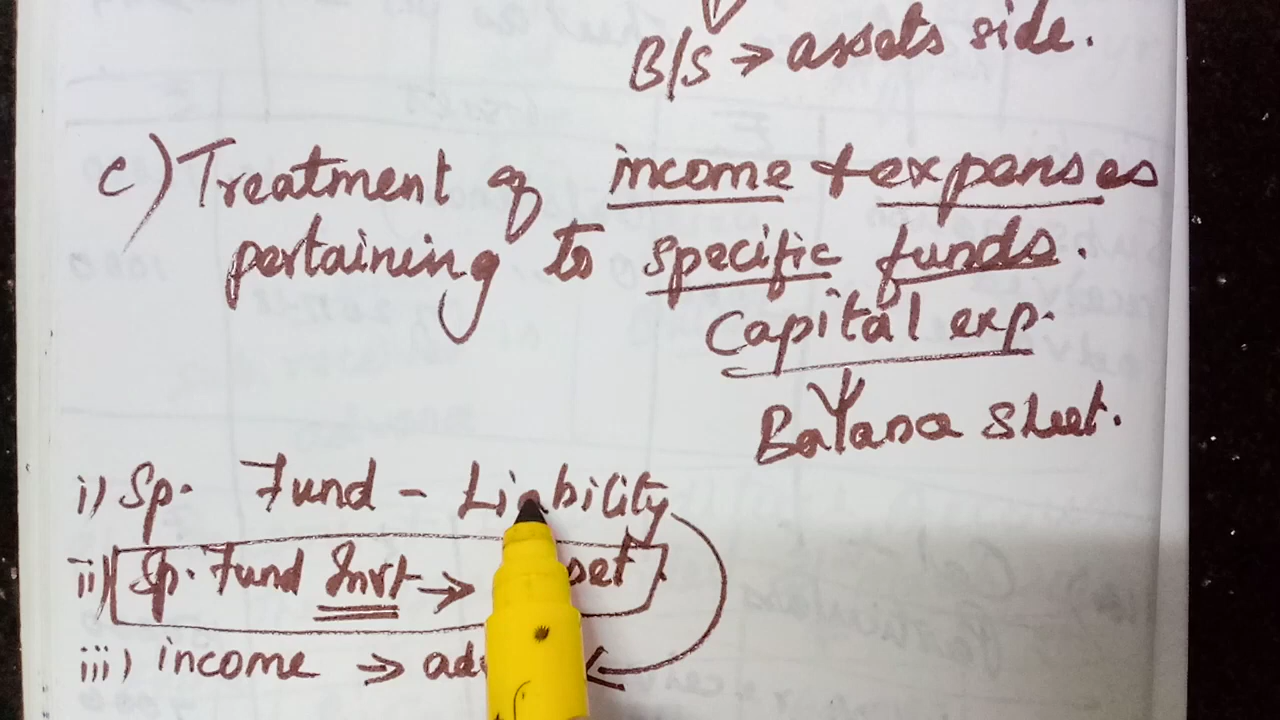 B/S → assets side.
c) Treatment of income + expenses
pertaining to specific funds.
Capital exp.
Balance Sheet.
i) Sp. Fund - Liability
ii) Sp. Fund Invt →
iii) income →